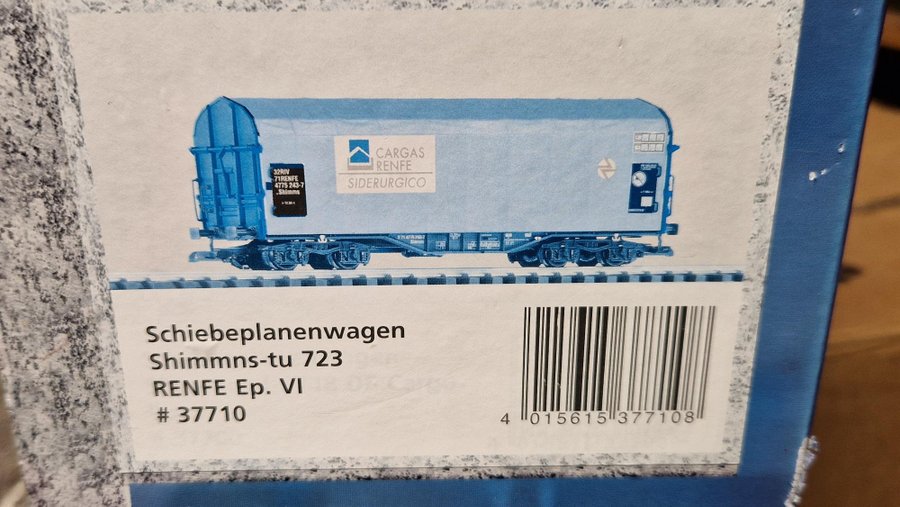 CARGAS
RENFE
SIDERURGICO
32RIV
71RENFE
4775 243-7
.Shimms
Schiebeplanenwagen
Shimmns-tu 723
RENFE Ep. VI
# 37710
4 015615 377108